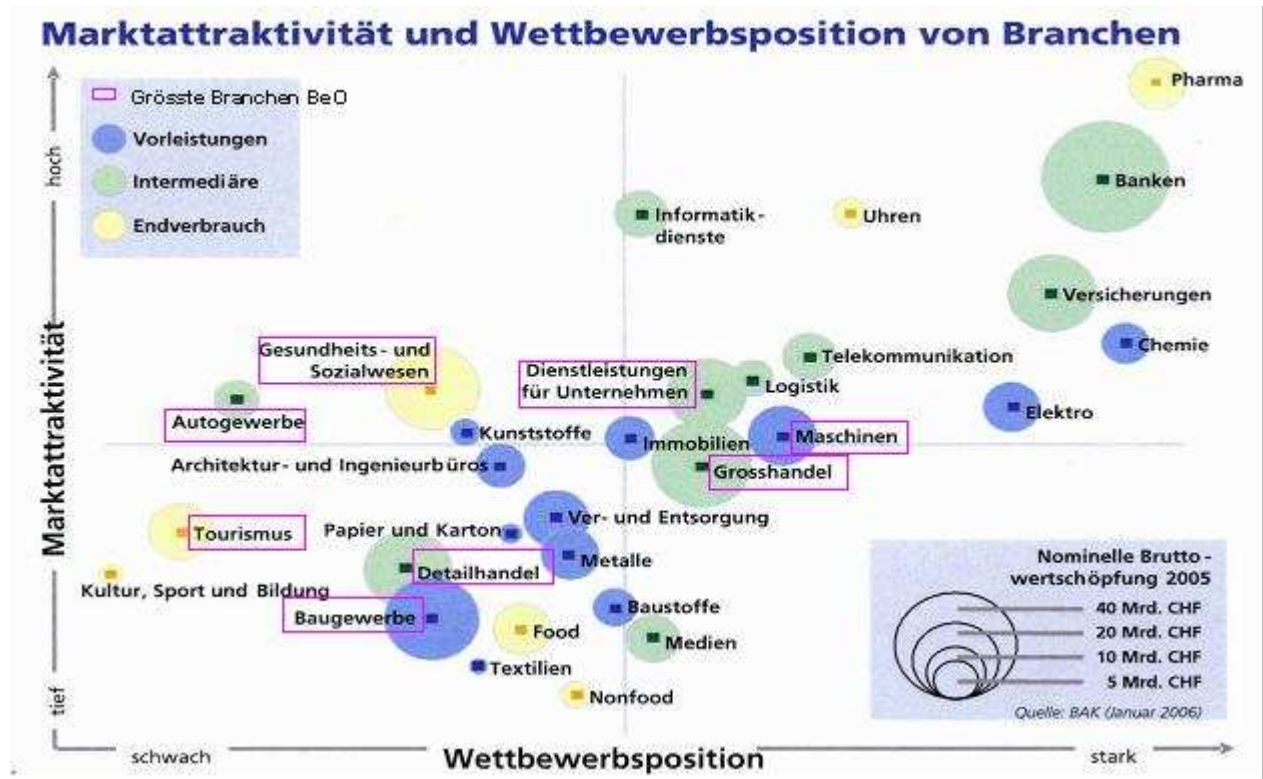 Marktattraktivität und Wettbewerbsposition von Branchen
Grösste Branchen BeO
Vorleistungen
Intermediäre
Endverbrauch
hoch
Marktattraktivität
tief
Pharma
Banken
Informatik-
dienste
Uhren
Versicherungen
Chemie
Gesundheits- und
Sozialwesen
Telekommunikation
Dienstleistungen
für Unternehmen
Logistik
Autogewerbe
Elektro
Kunststoffe
Immobilien
Maschinen
Architektur- und Ingenieurbüros
Grosshandel
Tourismus
Papier und Karton
Ver- und Entsorgung
Metalle
Detailhandel
Kultur, Sport und Bildung
Baugewerbe
Baustoffe
Food
Medien
Textilien
Nonfood
Nominelle Brutto-
wertschöpfung 2005
40 Mrd. CHF
20 Mrd. CHF
10 Mrd. CHF
5 Mrd. CHF
Quelle: BAK (Januar 2006)
schwach
Wettbewerbsposition
stark